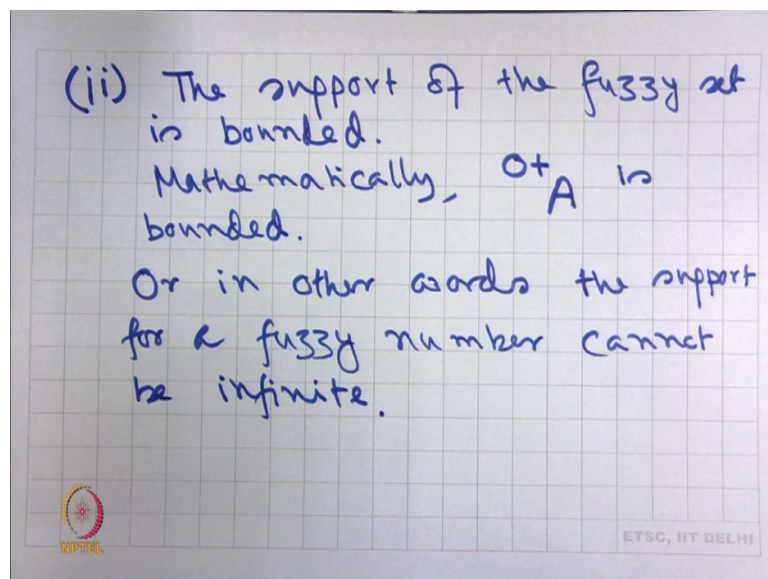 (ii) The support of the fuzzy set
is bounded.
Mathematically, 0+A is
bounded.
Or in other words the support
for a fuzzy number cannot
be infinite.
NPTEL
ETSC, IIT DELHI